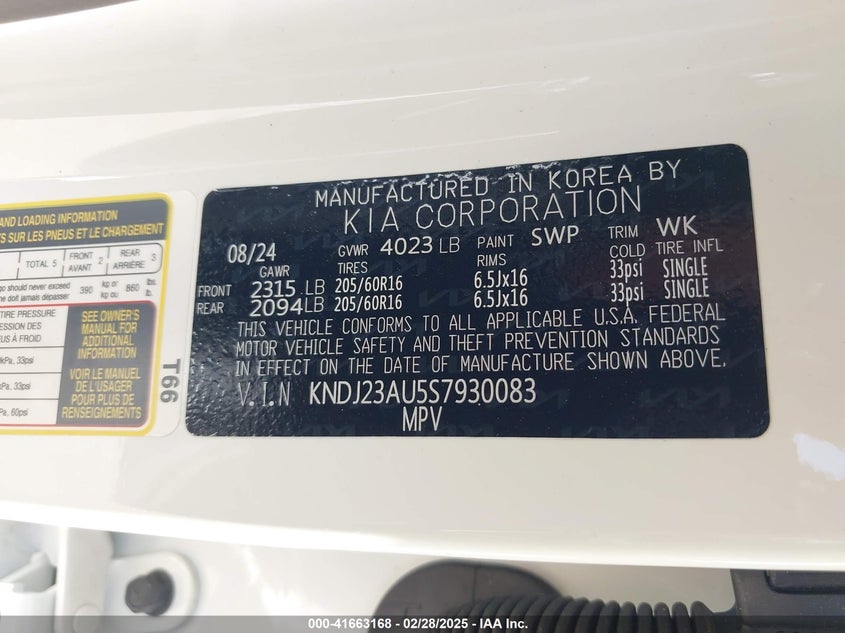 MANUFACTURED IN KOREA BY
KIA CORPORATION
08/24 GVWR 4023 LB PAINT SWP TRIM WK
GAWR TIRES RIMS COLD TIRE INFL
FRONT 2315 LB 205/60R16 6.5Jx16 33psi SINGLE
REAR 2094 LB 205/60R16 6.5Jx16 33psi SINGLE
THIS VEHICLE CONFORMS TO ALL APPLICABLE U.S.A. FEDERAL
MOTOR VEHICLE SAFETY AND THEFT PREVENTION STANDARDS
IN EFFECT ON THE DATE OF MANUFACTURE SHOWN ABOVE.
V.I.N KNDJ23AU5S7930083
MPV
AND LOADING INFORMATION
SUR LES PNEUS ET LE CHARGEMENT
TOTAL 5 FRONT AVANT 2 REAR ARRIÈRE 3
should never exceed
doit jamais dépasser 390 kg or kg ou 860 lbs. lb.
TIRE PRESSURE
DES
À FROID
kPa, 33psi
kPa, 33psi
kPa, 60psi
SEE OWNER'S
MANUAL FOR
ADDITIONAL
INFORMATION
VOIR LE MANUEL
DE L'USAGER
POUR PLUS DE
RENSEIGNEMENTS
T66
000-41663168 - 02/28/2025 - IAA Inc.